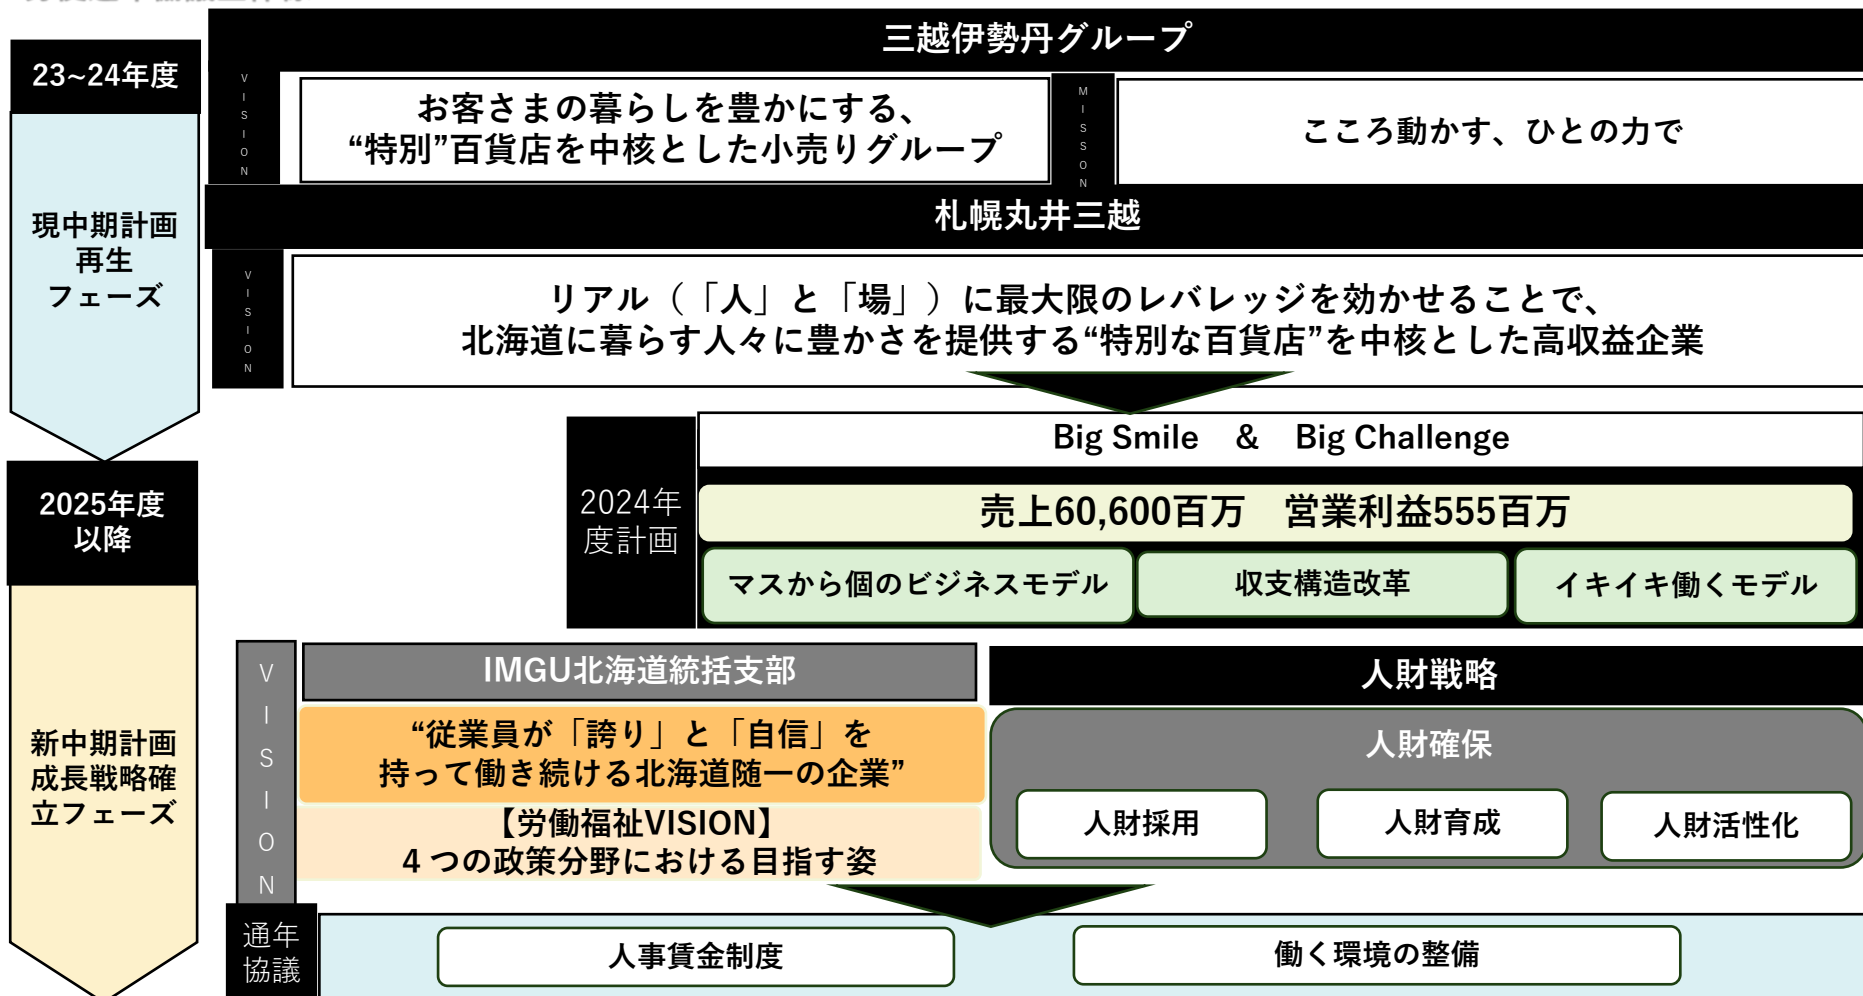 三越伊勢丹グループ
23~24年度
VISION
お客さまの暮らしを豊かにする、
“特別”百貨店を中核とした小売りグループ
MISSON
こころ動かす、ひとの力で
札幌丸井三越
現中期計画
再生
フェーズ
VISION
リアル（「人」と「場」）に最大限のレバレッジを効かせることで、
北海道に暮らす人々に豊かさを提供する“特別な百貨店”を中核とした高収益企業
2024年
度計画
Big Smile　&　Big Challenge
売上60,600百万　営業利益555百万
マスから個のビジネスモデル
収支構造改革
イキイキ働くモデル
2025年度
以降
新中期計画
成長戦略確
立フェーズ
VISION
IMGU北海道統括支部
“従業員が「誇り」と「自信」を
持って働き続ける北海道随一の企業”
【労働福祉VISION】
４つの政策分野における目指す姿
人財戦略
人財確保
人財採用
人財育成
人財活性化
通年
協議
人事賃金制度
働く環境の整備